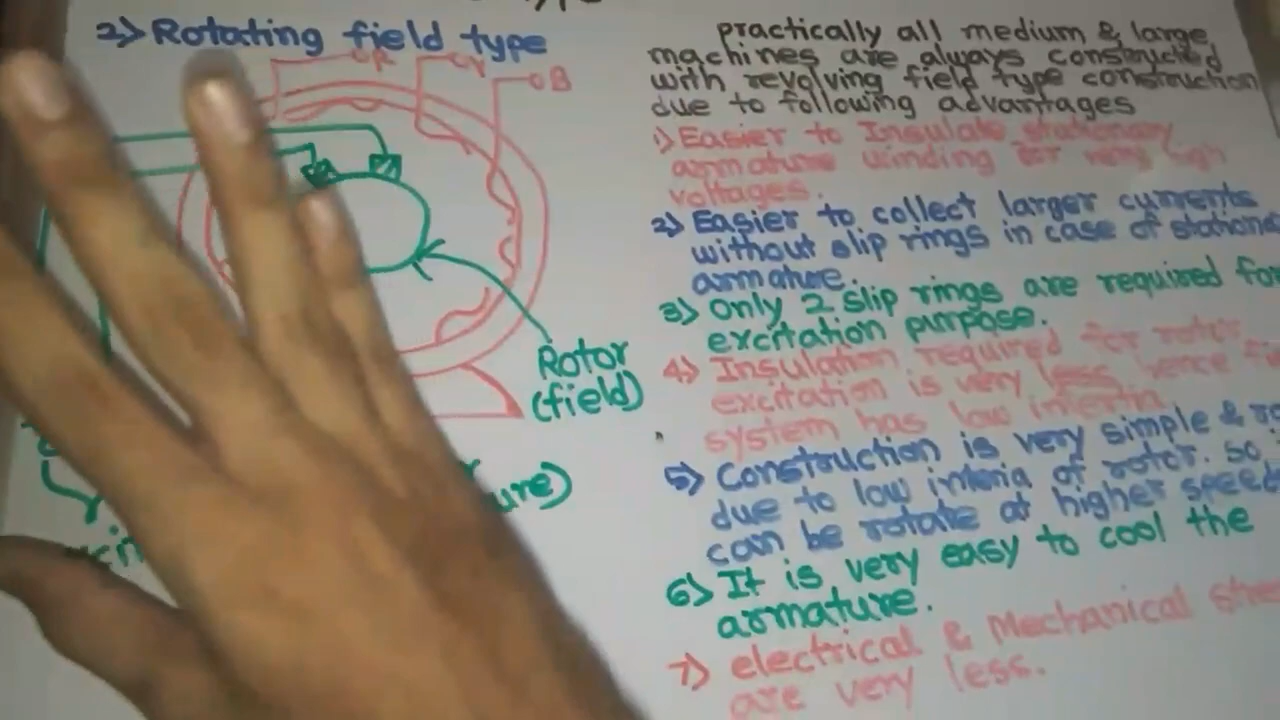 2) Rotating field type
R
Y
B
Rotor
(field)
ure)
practically all medium & large
machines are always constructed
with revolving field type construction
due to following advantages
1) Easier to Insulate stationary
armature winding for very high
voltages.
2) Easier to collect larger currents
without slip rings in case of stationa
armature.
3) Only 2 slip rings are required for
excitation purpose.
4) Insulation required for rotor
excitation is very less, hence
system has low inertia
5) Construction is very simple &
due to low interia of rotor. so
can be rotate at higher speed
6) It is very easy to cool the
armature.
7) electrical & Mechanical stre
are very less.